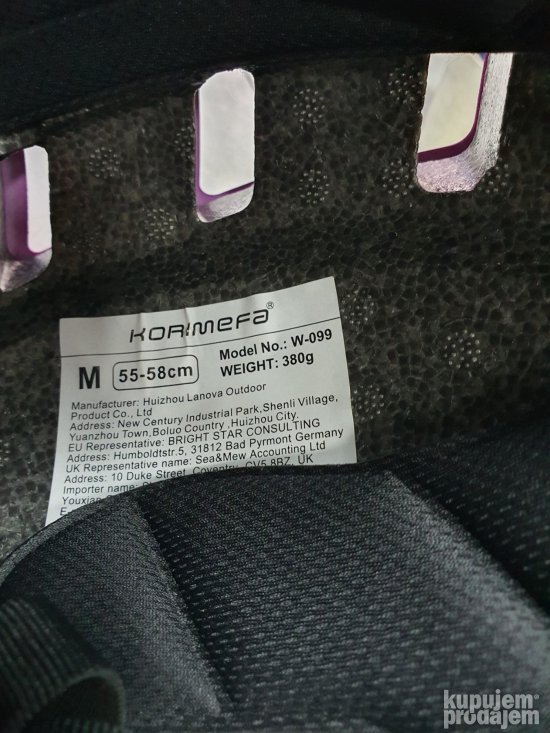 KORIMEFA®
M 55-58cm Model No.: W-099
WEIGHT: 380g
Manufacturer: Huizhou Lanova Outdoor
Product Co., Ltd
Address: New Century Industrial Park,Shenli Village,
Yuanzhou Town,Boluo Country ,Huizhou City.
EU Representative: BRIGHT STAR CONSULTING
Address: Humboldtstr.5, 31812 Bad Pyrmont Germany
UK Representative name: Sea&Mew Accounting Ltd
Address: 10 Duke Street, Coventry, CV5 8BZ, UK
Importer name:
Youxian
kupujem
prodajem